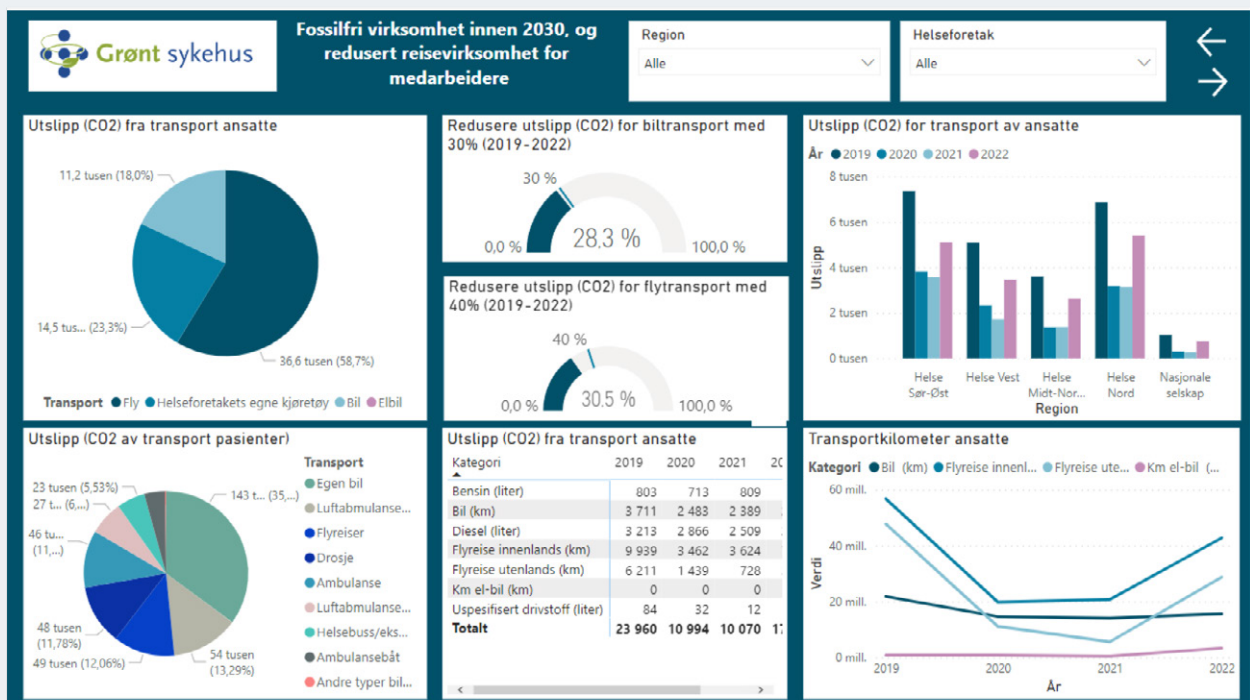 Grønt sykehus
Fossilfri virksomhet innen 2030, og
redusert reisevirksomhet for
medarbeidere
Region
Alle
Helseforetak
Alle
Utslipp (CO2) fra transport ansatte
11,2 tusen (18,0%)
14,5 tus... (23,3%)
36,6 tusen (58,7%)
Transport Fly Helseforetakets egne kjøretøy Bil Elbil
Redusere utslipp (CO2) for biltransport med
30% (2019-2022)
30 %
28,3 %
0,0 %
100,0 %
Redusere utslipp (CO2) for flytransport med
40% (2019-2022)
40 %
30,5 %
0,0 %
100,0 %
Utslipp (CO2) for transport av ansatte
År 2019 2020 2021 2022
8 tusen
6 tusen
4 tusen
2 tusen
0 tusen
Utslipp
Helse
Sør-Øst
Helse Vest
Helse
Midt-Nor...
Helse
Nord
Nasjonale
selskap
Region
Utslipp (CO2 av transport pasienter)
23 tusen (5,53%)
27 t... (6,...)
46 tu...
(11,...)
48 tusen
(11,78%)
49 tusen (12,06%)
54 tusen
(13,29%)
143 t... (35,...)
Transport
Egen bil
Luftabmulanse...
Flyreiser
Drosje
Ambulanse
Luftabmulanse...
Helsebuss/eks...
Ambulansebåt
Andre typer bil...
Utslipp (CO2) fra transport ansatte
Kategori 2019 2020 2021
Bensin (liter) 803 713 809
Bil (km) 3 711 2 483 2 389
Diesel (liter) 3 213 2 866 2 509
Flyreise innenlands (km) 9 939 3 462 3 624
Flyreise utenlands (km) 6 211 1 439 728
Km el-bil (km) 0 0 0
Uspesifisert drivstoff (liter) 84 32 12
Totalt 23 960 10 994 10 070
Transportkilometer ansatte
Kategori Bil (km) Flyreise innenl... Flyreise ute... Km el-bil (...
60 mill.
40 mill.
20 mill.
0 mill.
Verdi
2019 2020 2021 2022
År